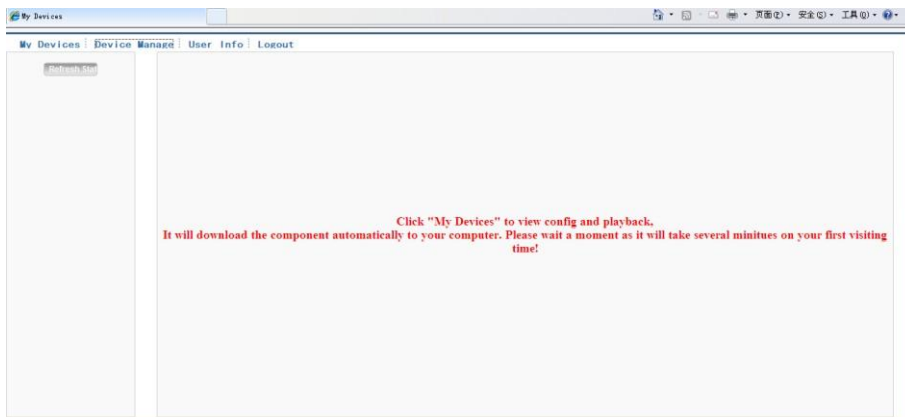 My Devices
页面(P) 安全(S) 工具(O)
My Devices Device Manage User Info Logout
Refresh Stat
Click "My Devices" to view config and playback,
It will download the component automatically to your computer. Please wait a moment as it will take several minitues on your first visiting
time!